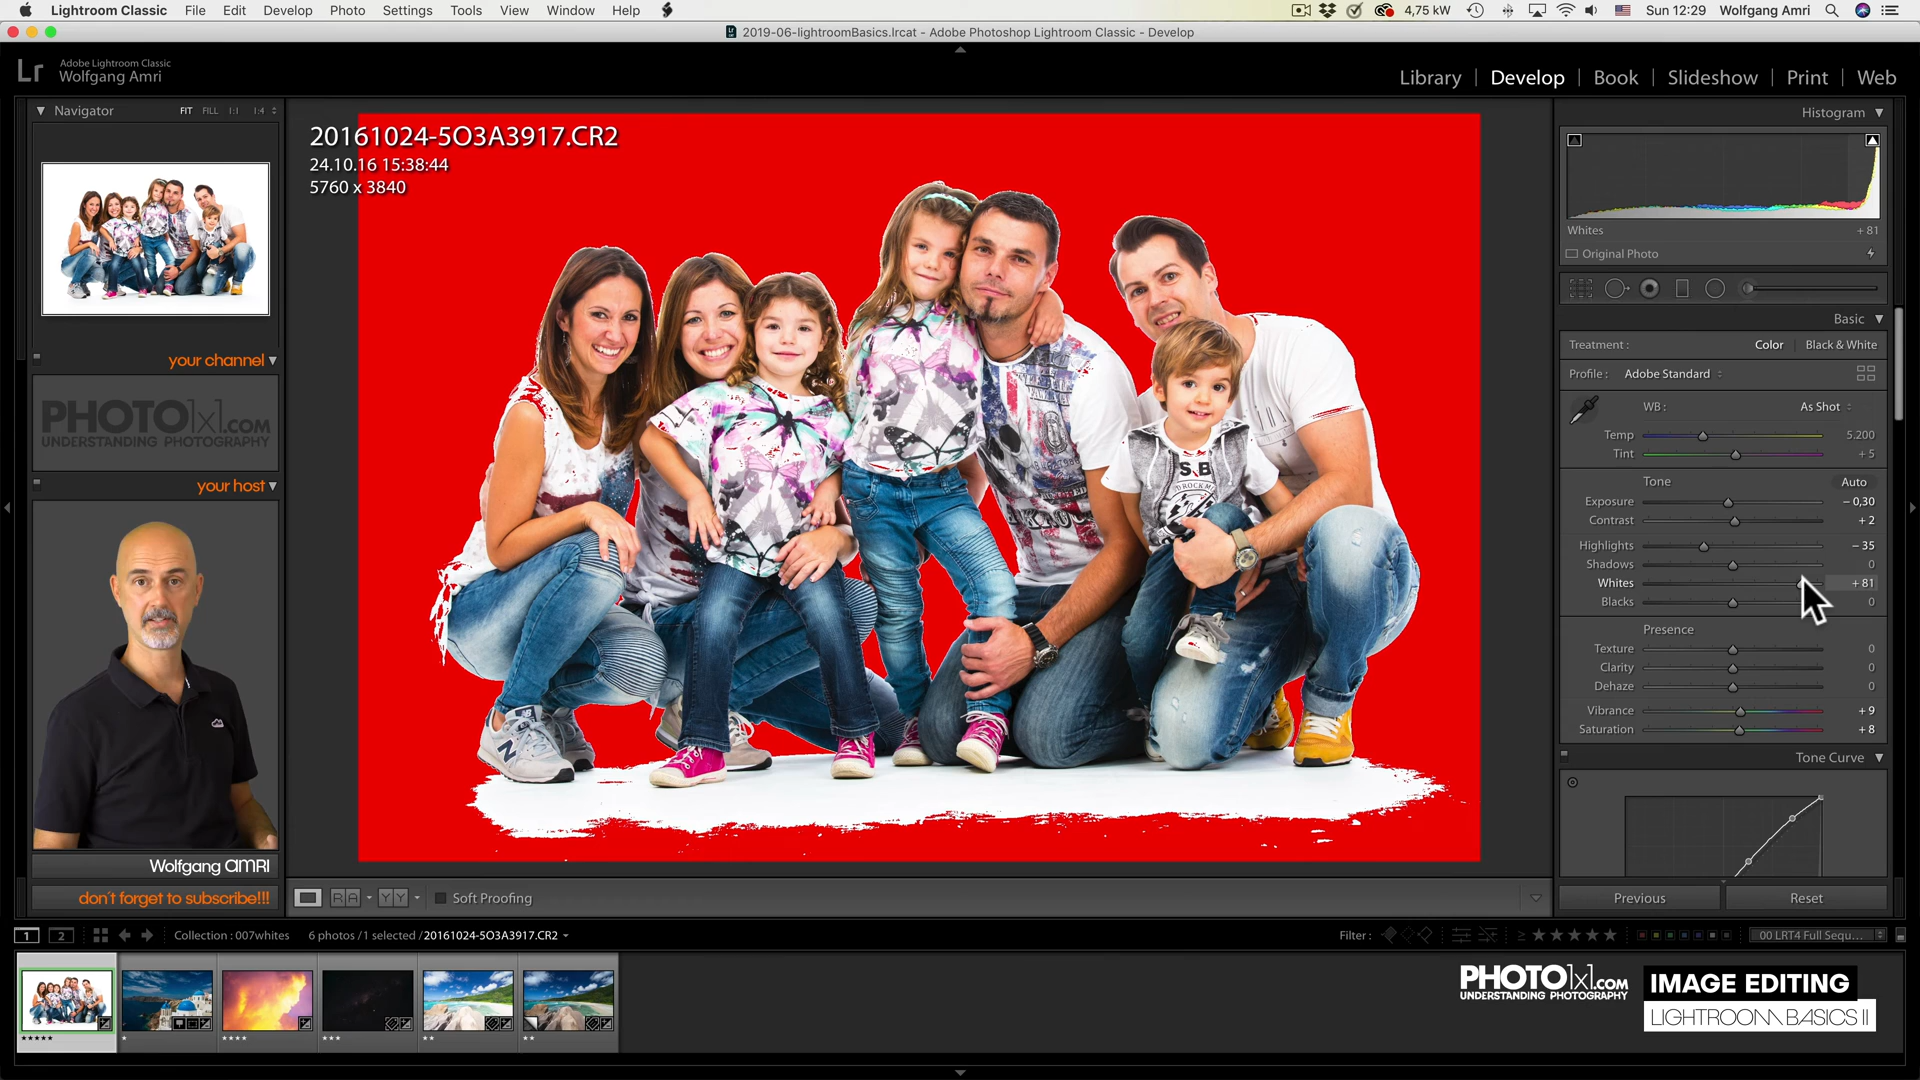 Lightroom Classic File Edit Develop Photo Settings Tools View Window Help 4,75 kW Sun 12:29 Wolfgang Amri
2019-06-lightroomBasics.lrcat - Adobe Photoshop Lightroom Classic - Develop
Lr Adobe Lightroom Classic
Wolfgang Amri
Library | Develop | Book | Slideshow | Print | Web
Navigator FIT FILL 1:1 1:4
your channel
PHOTO1x1.COM
UNDERSTANDING PHOTOGRAPHY
your host
Wolfgang AMRI
don't forget to subscribe!!!
20161024-5O3A3917.CR2
24.10.16 15:38:44
5760 x 3840
S.B
N
Histogram
Whites + 81
Original Photo
Basic
Treatment : Color Black & White
Profile : Adobe Standard
WB : As Shot
Temp 5.200
Tint + 5
Tone Auto
Exposure – 0,30
Contrast + 2
Highlights – 35
Shadows 0
Whites + 81
Blacks 0
Presence
Texture 0
Clarity 0
Dehaze 0
Vibrance + 9
Saturation + 8
Tone Curve
Previous Reset
R A Y Y Soft Proofing
1 2 Collection : 007whites 6 photos / 1 selected / 20161024-5O3A3917.CR2 Filter : ≥ ★★★★★ 00 LRT4 Full Sequ...
PHOTO1x1.COM
UNDERSTANDING PHOTOGRAPHY
IMAGE EDITING
LIGHTROOM BASICS II